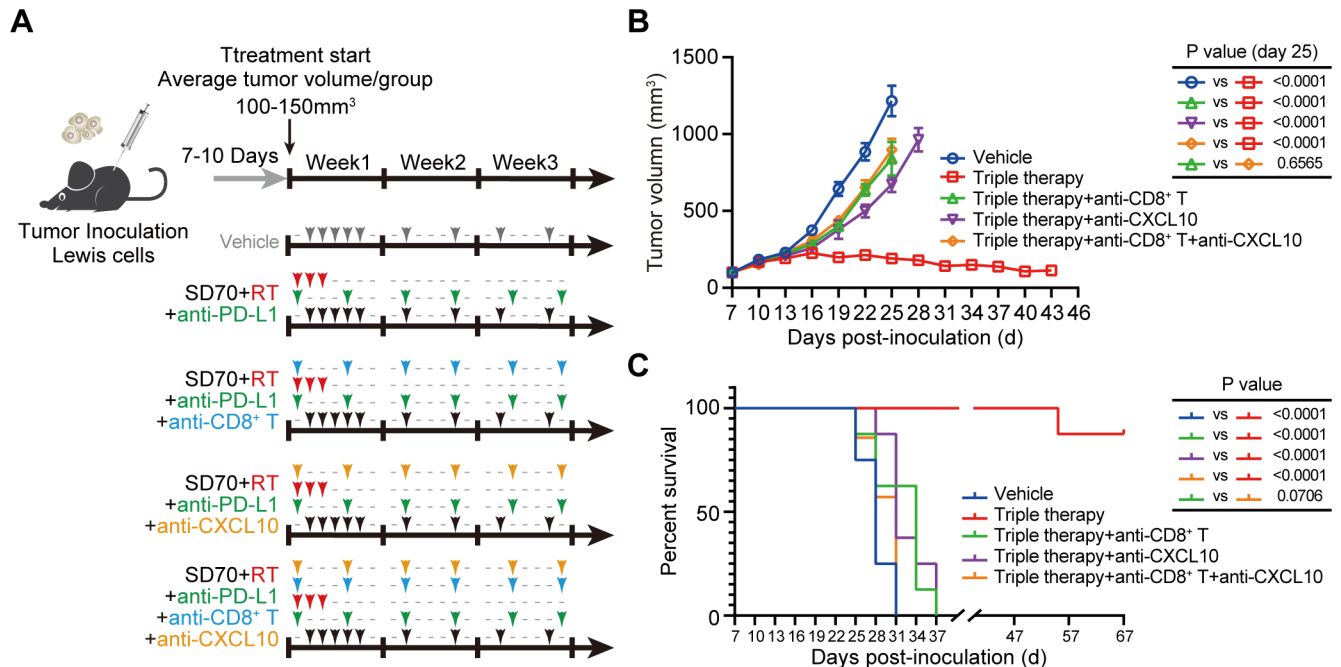 A
Ttreatment start
Average tumor volume/group
100-150mm³
7-10 Days
Week1
Week2
Week3
Tumor Inoculation
Lewis cells
Vehicle
SD70+RT
+anti-PD-L1
SD70+RT
+anti-PD-L1
+anti-CD8⁺ T
SD70+RT
+anti-PD-L1
+anti-CXCL10
SD70+RT
+anti-PD-L1
+anti-CD8⁺ T
+anti-CXCL10
B
Tumor volumn (mm³)
1500
1000
500
0
7 10 13 16 19 22 25 28 31 34 37 40 43 46
Days post-inoculation (d)
Vehicle
Triple therapy
Triple therapy+anti-CD8⁺ T
Triple therapy+anti-CXCL10
Triple therapy+anti-CD8⁺ T+anti-CXCL10
P value (day 25)
vs <0.0001
vs <0.0001
vs <0.0001
vs <0.0001
vs 0.6565
C
Percent survival
100
50
0
7 10 13 16 19 22 25 28 31 34 37 47 57 67
Days post-inoculation (d)
Vehicle
Triple therapy
Triple therapy+anti-CD8⁺ T
Triple therapy+anti-CXCL10
Triple therapy+anti-CD8⁺ T+anti-CXCL10
P value
vs <0.0001
vs <0.0001
vs <0.0001
vs <0.0001
vs 0.0706